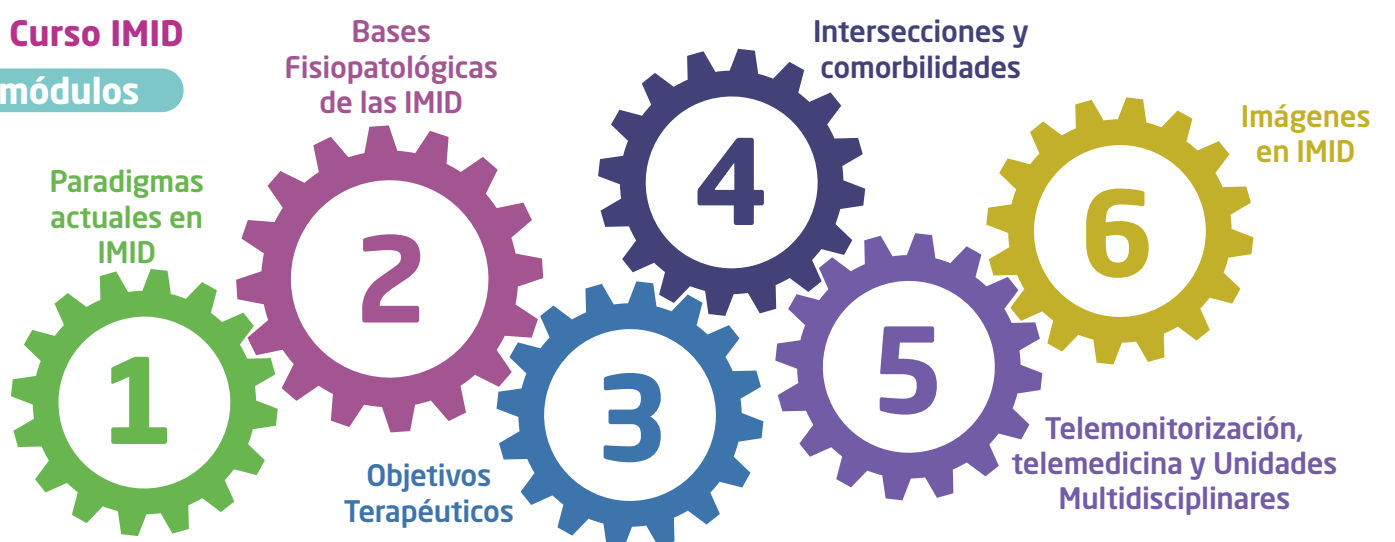 Curso IMID
módulos
1
Paradigmas
actuales en
IMID
2
Bases
Fisiopatológicas
de las IMID
3
Objetivos
Terapéuticos
4
Intersecciones y
comorbilidades
5
Telemonitorización,
telemedicina y Unidades
Multidisciplinares
6
Imágenes
en IMID